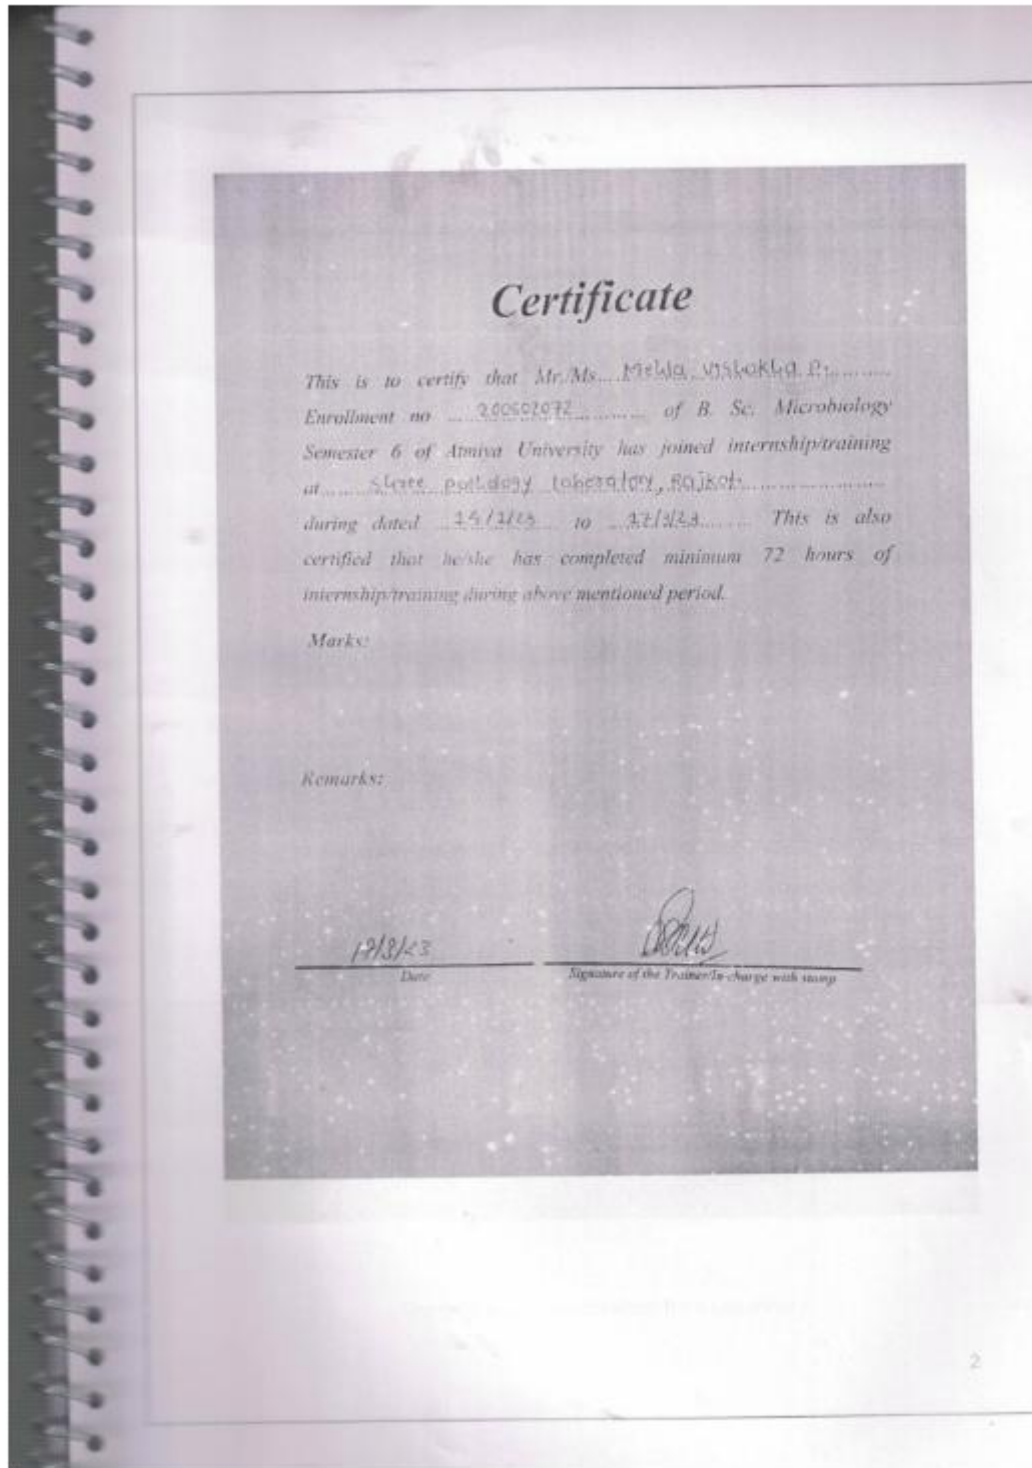 Certificate
This is to certify that Mr./Ms....Mehta Vishakha P...........
Enrollment no ....200602072............... of B. Sc. Microbiology
Semester 6 of Atmiya University has joined internship/training
at...... Shree pathology laboratory, Rajkot.......................
during dated to This is also
certified that he/she has completed minimum 72 hours of
internship/training during above mentioned period.
Marks:
Remarks:
Date
Signature of the Trainer/In-charge with stamp
2